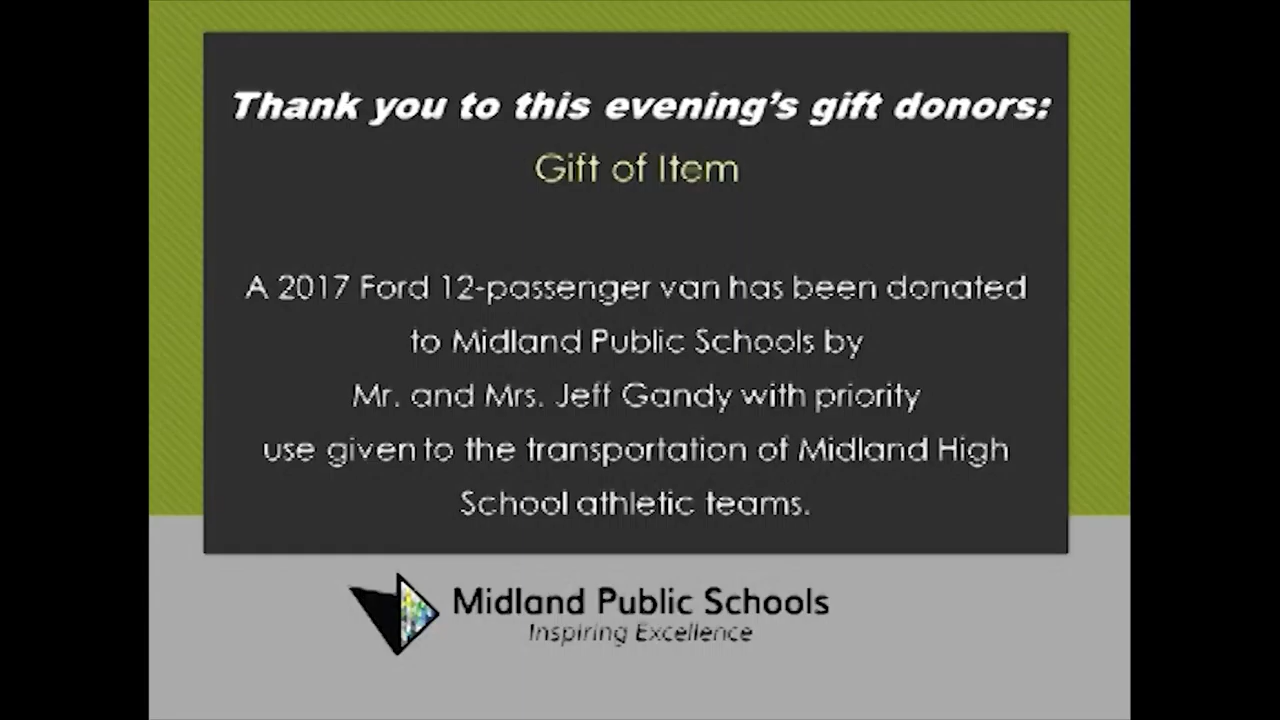 Thank you to this evening's gift donors:
Gift of Item
A 2017 Ford 12-passenger van has been donated
to Midland Public Schools by
Mr. and Mrs. Jeff Gandy with priority
use given to the transportation of Midland High
School athletic teams.
Midland Public Schools
Inspiring Excellence